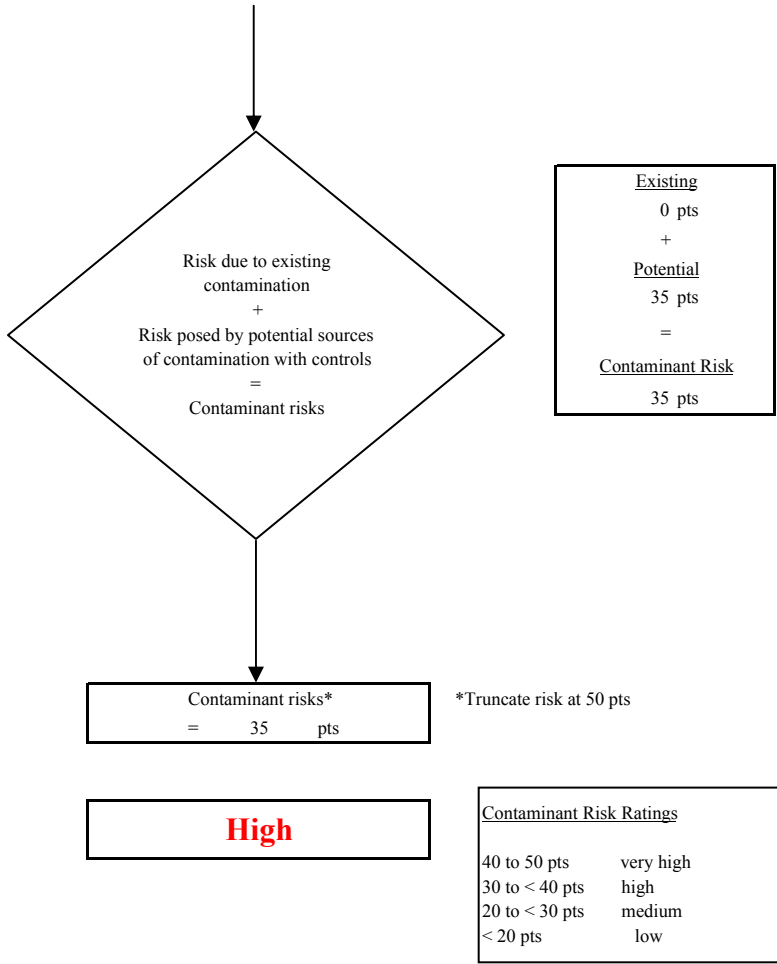 Risk due to existing
contamination
+
Risk posed by potential sources
of contamination with controls
=
Contaminant risks
Existing
0 pts
+
Potential
35 pts
=
Contaminant Risk
35 pts
Contaminant risks*
= 35 pts
*Truncate risk at 50 pts
High
Contaminant Risk Ratings
40 to 50 pts very high
30 to < 40 pts high
20 to < 30 pts medium
< 20 pts low